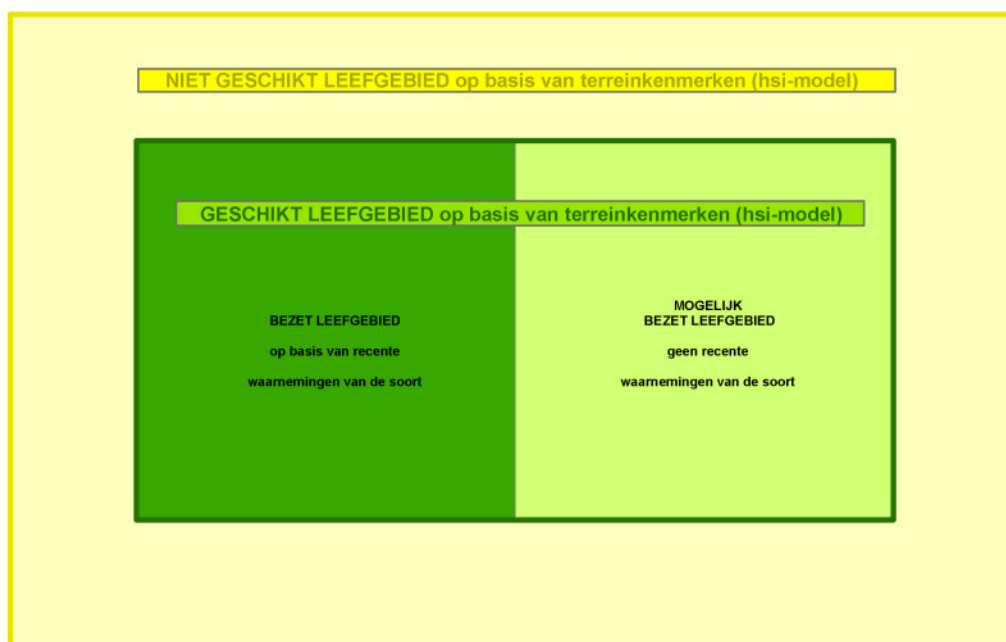 NIET GESCHIKT LEEFGEBIED op basis van terreinkenmerken (hsi-model)
GESCHIKT LEEFGEBIED op basis van terreinkenmerken (hsi-model)
BEZET LEEFGEBIED
op basis van recente
waarnemingen van de soort
MOGELIJK
BEZET LEEFGEBIED
geen recente
waarnemingen van de soort